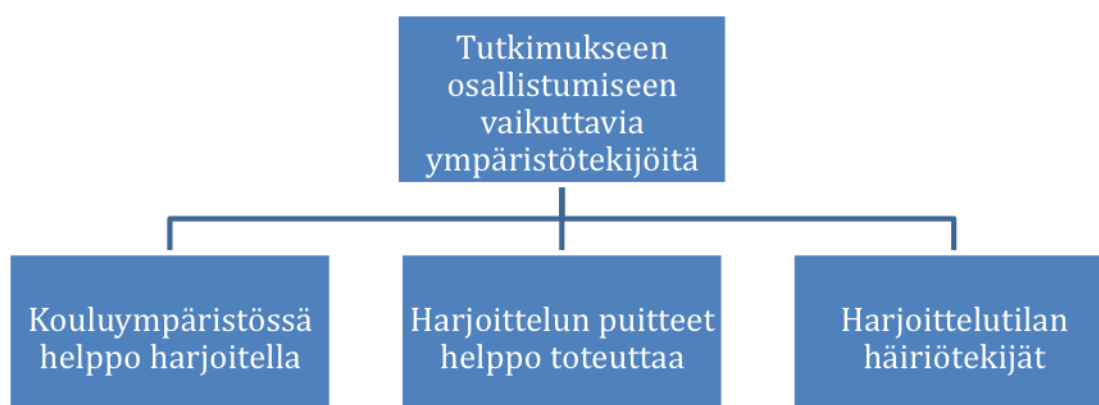 Tutkimukseen
osallistumiseen
vaikuttavia
ympäristötekijöitä
Kouluympäristössä
helppo harjoitella
Harjoittelun puitteet
helppo toteuttaa
Harjoittelutilan
häiriötekijät